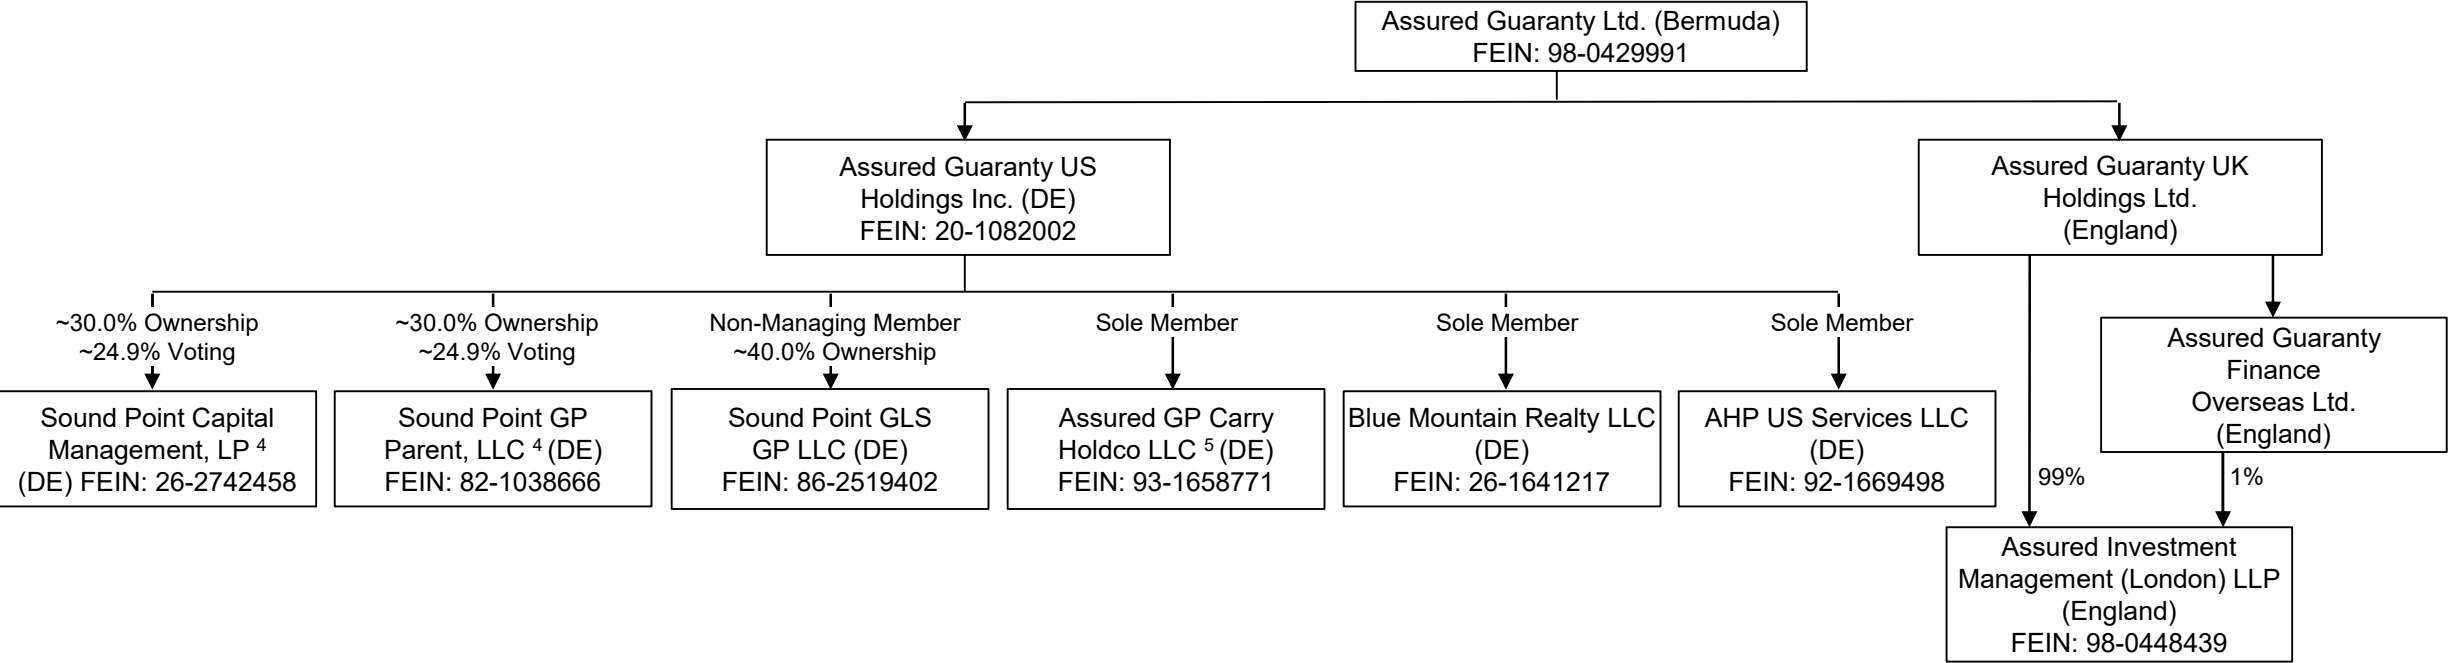 Assured Guaranty Ltd. (Bermuda)
FEIN: 98-0429991
Assured Guaranty US
Holdings Inc. (DE)
FEIN: 20-1082002
Assured Guaranty UK
Holdings Ltd.
(England)
~30.0% Ownership
~24.9% Voting
~30.0% Ownership
~24.9% Voting
Non-Managing Member
~40.0% Ownership
Sole Member
Sole Member
Sole Member
Sound Point Capital
Management, LP 4
(DE) FEIN: 26-2742458
Sound Point GP
Parent, LLC 4 (DE)
FEIN: 82-1038666
Sound Point GLS
GP LLC (DE)
FEIN: 86-2519402
Assured GP Carry
Holdco LLC 5 (DE)
FEIN: 93-1658771
Blue Mountain Realty LLC
(DE)
FEIN: 26-1641217
AHP US Services LLC
(DE)
FEIN: 92-1669498
Assured Guaranty
Finance
Overseas Ltd.
(England)
99%
1%
Assured Investment
Management (London) LLP
(England)
FEIN: 98-0448439